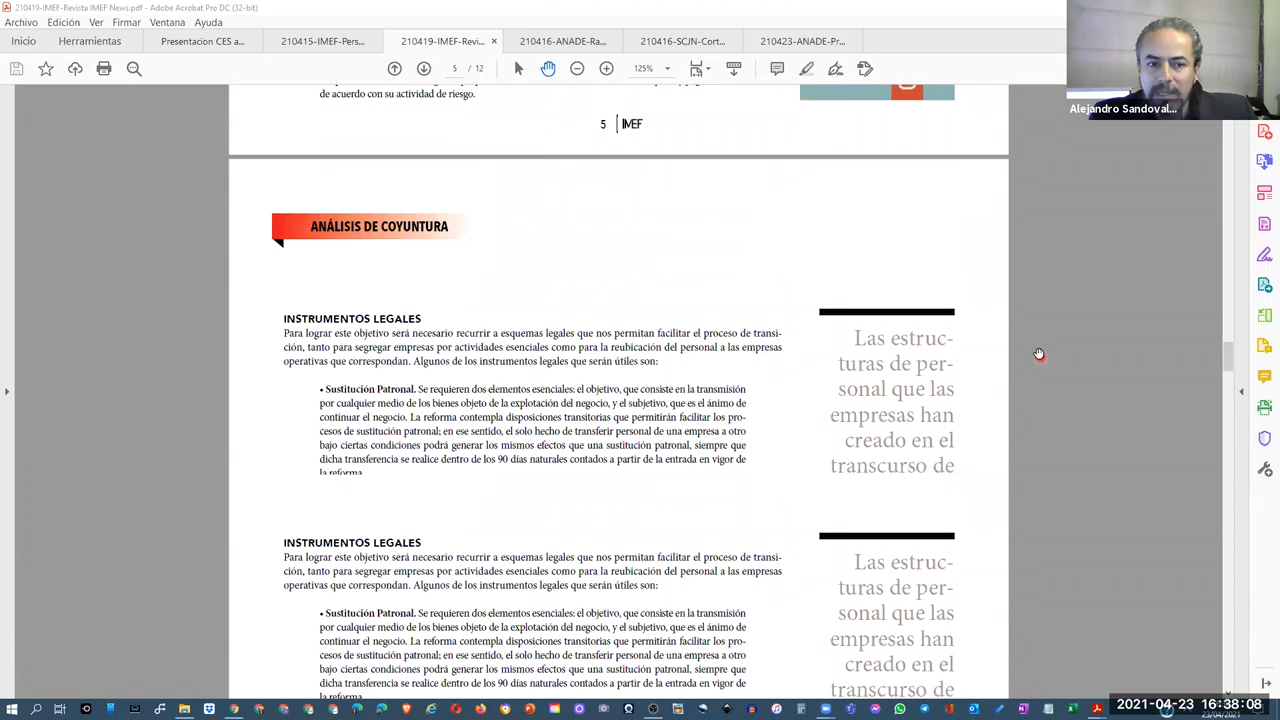 210419-IMEF-Revista IMEF News.pdf - Adobe Acrobat Pro DC (32-bit)
Archivo Edición Ver Firmar Ventana Ayuda
Inicio Herramientas Presentacion CES a... 210415-IMEF-Pers... 210419-IMEF-Revi... 210416-ANADE-Ra... 210416-SCJN-Cort... 210423-ANADE-Pr...
5 / 12 125%
Alejandro Sandoval...
de acuerdo con su actividad de riesgo.
5 IMEF
ANÁLISIS DE COYUNTURA
INSTRUMENTOS LEGALES
Para lograr este objetivo será necesario recurrir a esquemas legales que nos permitan facilitar el proceso de transi-
ción, tanto para segregar empresas por actividades esenciales como para la reubicación del personal a las empresas
operativas que correspondan. Algunos de los instrumentos legales que serán útiles son:
• Sustitución Patronal. Se requieren dos elementos esenciales: el objetivo, que consiste en la transmisión
por cualquier medio de los bienes objeto de la explotación del negocio, y el subjetivo, que es el ánimo de
continuar el negocio. La reforma contempla disposiciones transitorias que permitirán facilitar los pro-
cesos de sustitución patronal; en ese sentido, el solo hecho de transferir personal de una empresa a otro
bajo ciertas condiciones podrá generar los mismos efectos que una sustitución patronal, siempre que
dicha transferencia se realice dentro de los 90 días naturales contados a partir de la entrada en vigor de
la reforma
Las estruc-
turas de per-
sonal que las
empresas han
creado en el
transcurso de
INSTRUMENTOS LEGALES
Para lograr este objetivo será necesario recurrir a esquemas legales que nos permitan facilitar el proceso de transi-
ción, tanto para segregar empresas por actividades esenciales como para la reubicación del personal a las empresas
operativas que correspondan. Algunos de los instrumentos legales que serán útiles son:
• Sustitución Patronal. Se requieren dos elementos esenciales: el objetivo, que consiste en la transmisión
por cualquier medio de los bienes objeto de la explotación del negocio, y el subjetivo, que es el ánimo de
continuar el negocio. La reforma contempla disposiciones transitorias que permitirán facilitar los pro-
cesos de sustitución patronal; en ese sentido, el solo hecho de transferir personal de una empresa a otro
bajo ciertas condiciones podrá generar los mismos efectos que una sustitución patronal, siempre que
dicha transferencia se realice dentro de los 90 días naturales contados a partir de la entrada en vigor de
la reforma
Las estruc-
turas de per-
sonal que las
empresas han
creado en el
transcurso de
2021-04-23 16:38:08
23/04/2021